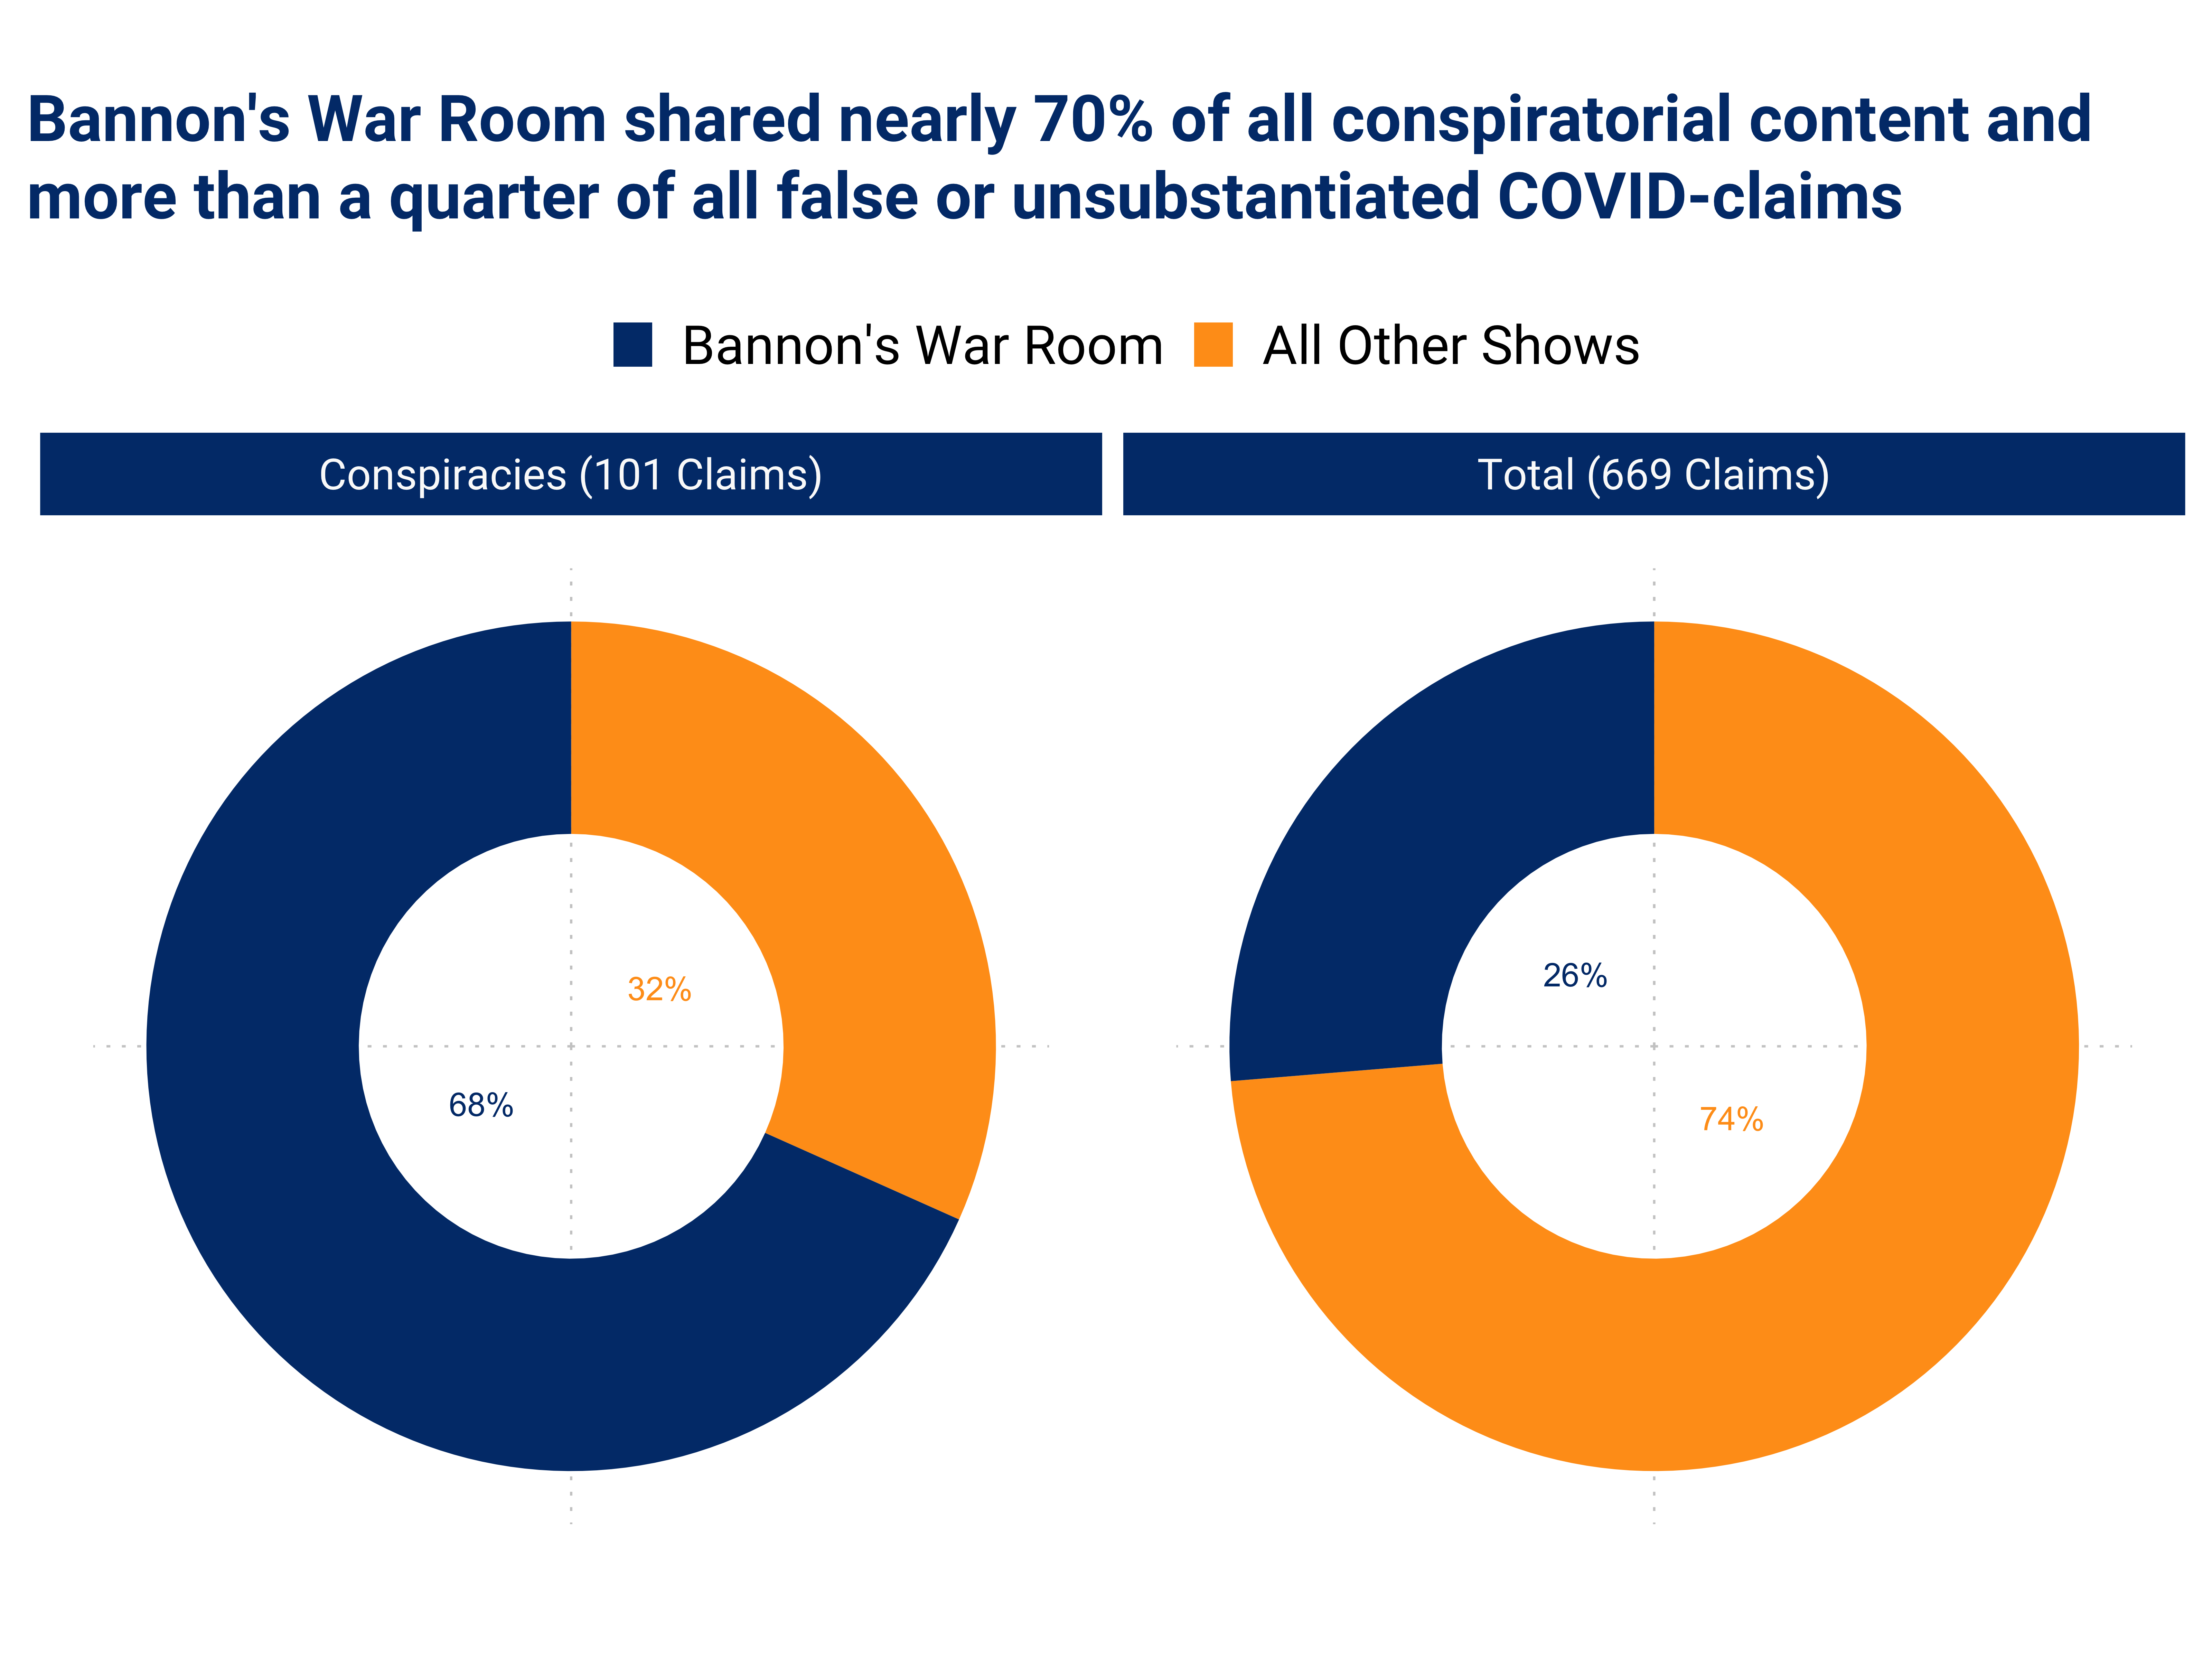 Bannon's War Room shared nearly 70% of all conspiratorial content and
more than a quarter of all false or unsubstantiated COVID-claims
Bannon's War Room
All Other Shows
Conspiracies (101 Claims)
Total (669 Claims)
32%
68%
26%
74%